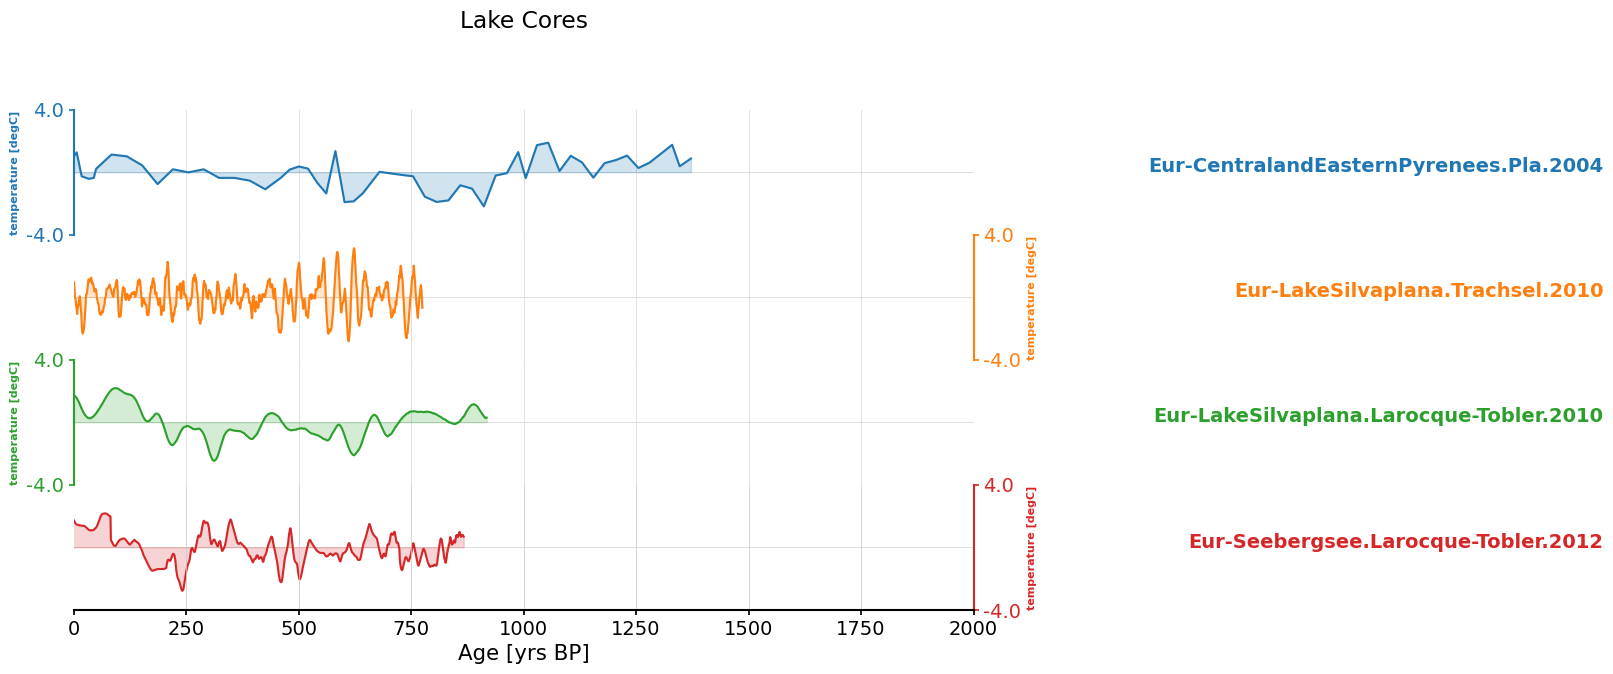 Lake Cores
4.0
temperature [degC]
-4.0
Eur-CentralandEasternPyrenees.Pla.2004
4.0
temperature [degC]
-4.0
Eur-LakeSilvaplana.Trachsel.2010
4.0
temperature [degC]
-4.0
Eur-LakeSilvaplana.Larocque-Tobler.2010
4.0
temperature [degC]
-4.0
Eur-Seebergsee.Larocque-Tobler.2012
0 250 500 750 1000 1250 1500 1750 2000
Age [yrs BP]